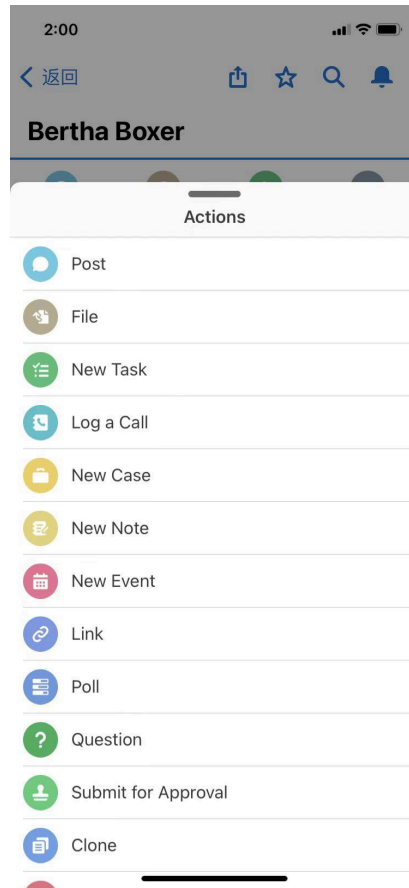 2:00
返回
Bertha Boxer
Actions
Post
File
New Task
Log a Call
New Case
New Note
New Event
Link
Poll
Question
Submit for Approval
Clone